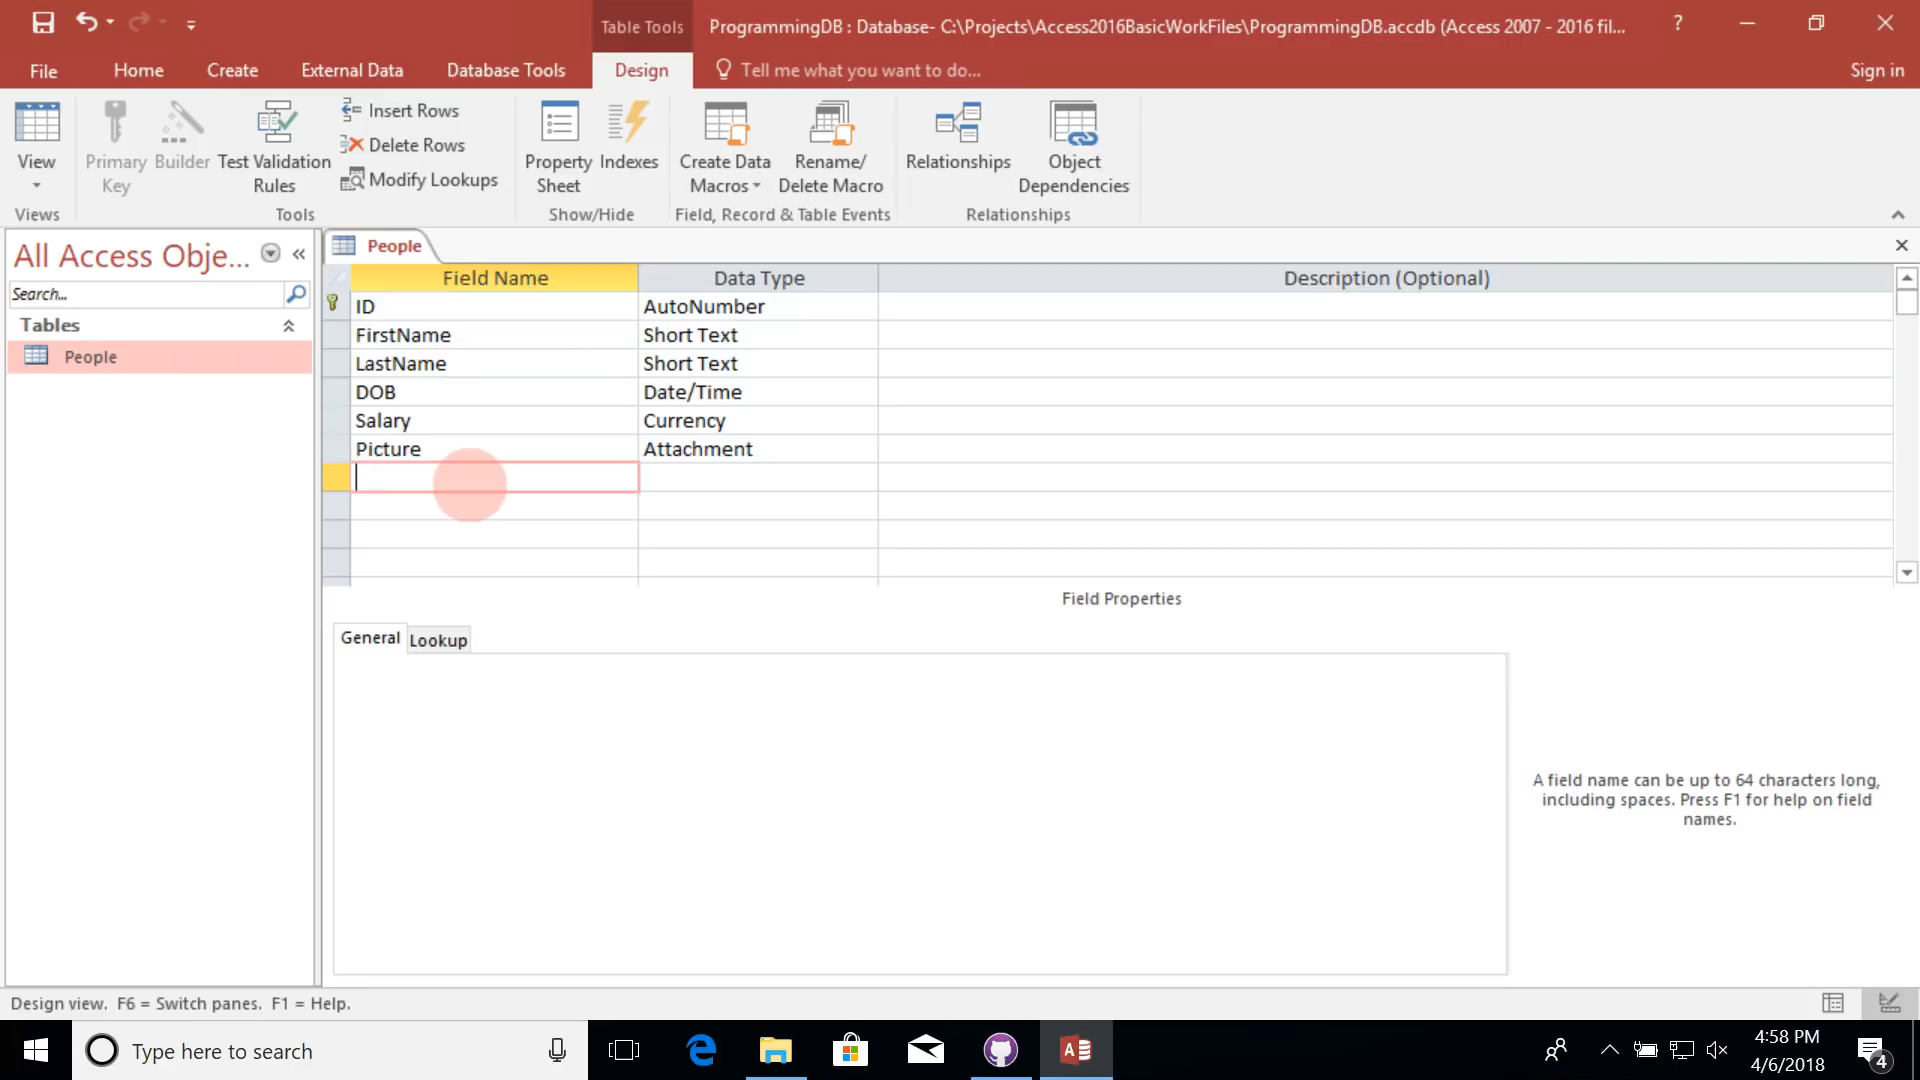 Table Tools
ProgrammingDB : Database- C:\Projects\Access2016BasicWorkFiles\ProgrammingDB.accdb (Access 2007 - 2016 fil...
?
File
Home
Create
External Data
Database Tools
Design
Tell me what you want to do...
Sign in
View
Primary Key
Builder
Test Validation Rules
Insert Rows
Delete Rows
Modify Lookups
Property Sheet
Indexes
Create Data Macros
Rename/ Delete Macro
Relationships
Object Dependencies
Views
Tools
Show/Hide
Field, Record & Table Events
Relationships
All Access Obje...
Search...
Tables
People
People
Field Name
Data Type
Description (Optional)
ID
AutoNumber
FirstName
Short Text
LastName
Short Text
DOB
Date/Time
Salary
Currency
Picture
Attachment
Field Properties
General
Lookup
A field name can be up to 64 characters long,
including spaces. Press F1 for help on field
names.
Design view. F6 = Switch panes. F1 = Help.
Type here to search
4:58 PM
4/6/2018
4